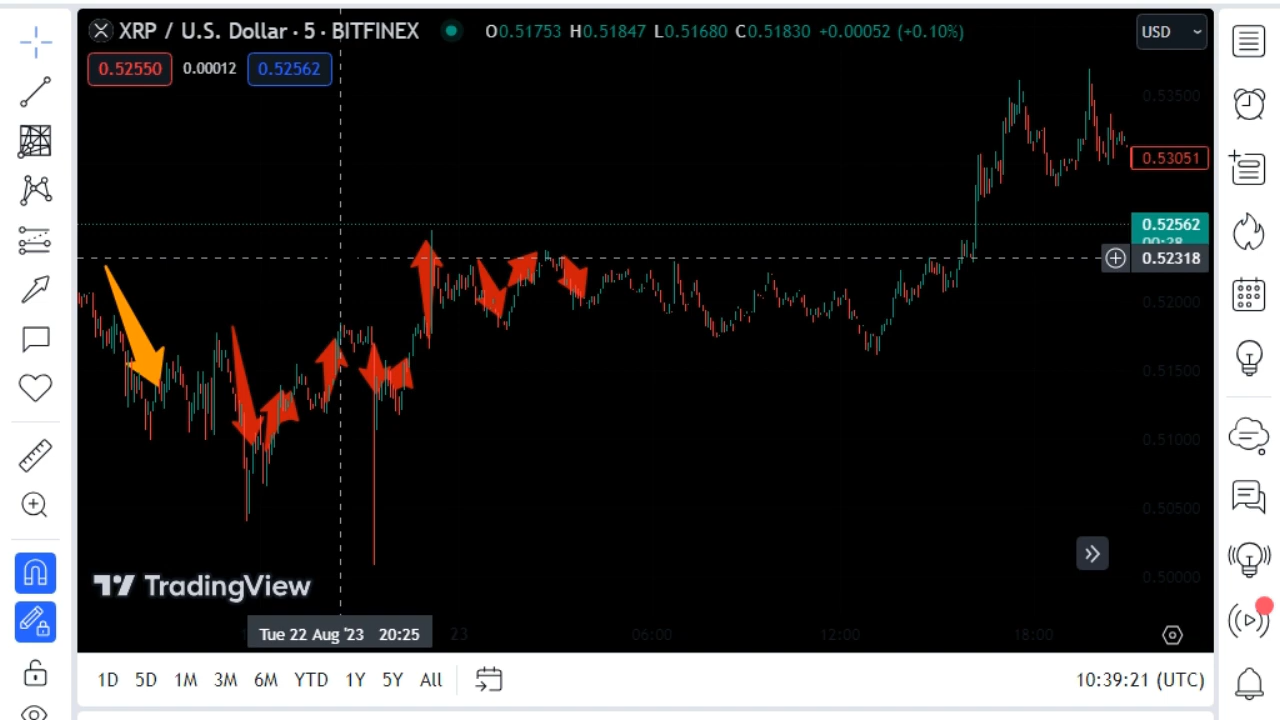 XRP / U.S. Dollar · 5 · BITFINEX O0.51753 H0.51847 L0.51680 C0.51830 +0.00052 (+0.10%)
USD
0.52550 0.00012 0.52562
0.53500
0.53051
0.52562
00:28
0.52318
0.52000
0.51500
0.51000
0.50500
0.50000
TradingView
Tue 22 Aug '23 20:25
23 06:00 12:00 18:00
1D 5D 1M 3M 6M YTD 1Y 5Y All
10:39:21 (UTC)